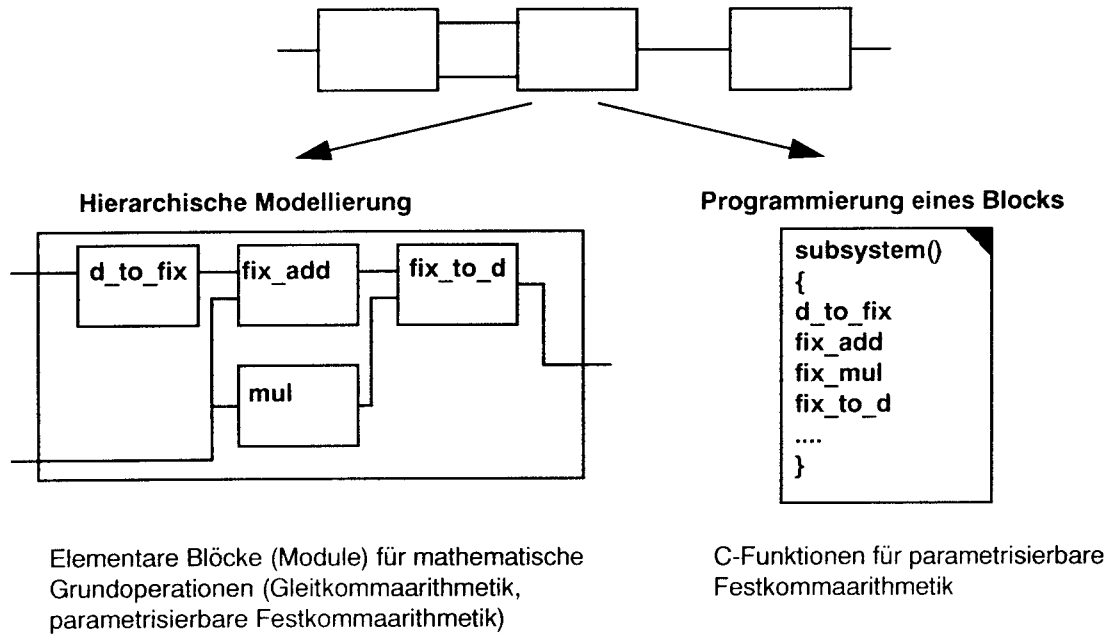 Hierarchische Modellierung
d_to_fix
fix_add
fix_to_d
mul
Programmierung eines Blocks
subsystem()
{
d_to_fix
fix_add
fix_mul
fix_to_d
....
}
Elementare Blöcke (Module) für mathematische
Grundoperationen (Gleitkommaarithmetik,
parametrisierbare Festkommaarithmetik)
C-Funktionen für parametrisierbare
Festkommaarithmetik